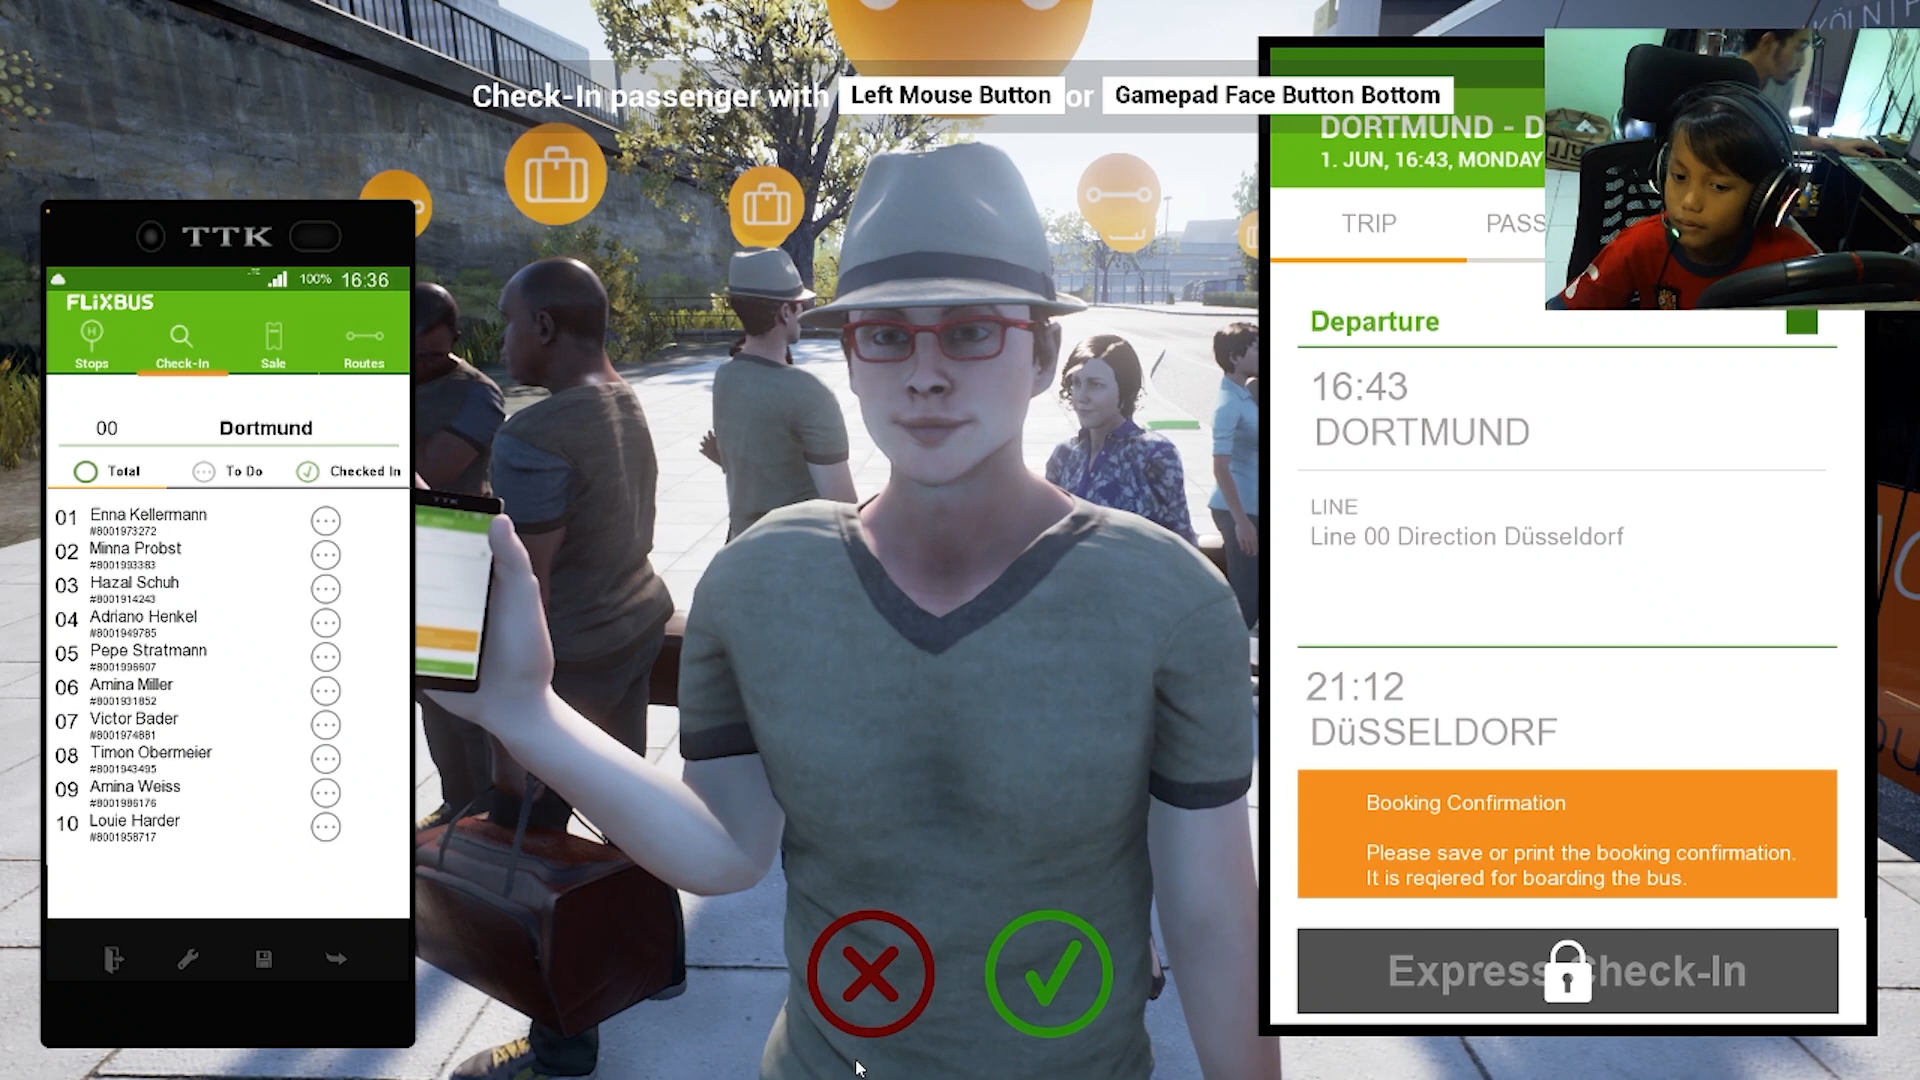 Check-In passenger with Left Mouse Button or Gamepad Face Button Bottom
TTK
100% 16:36
FLiXBUS
Stops Check-In Sale Routes
00 Dortmund
Total To Do Checked In
01 Enna Kellermann
#8001973272
02 Minna Probst
#8001993383
03 Hazal Schuh
#8001914243
04 Adriano Henkel
#8001949785
05 Pepe Stratmann
#8001996607
06 Amina Miller
#8001931852
07 Victor Bader
#8001974881
08 Timon Obermeier
#8001943495
09 Amina Weiss
#8001986176
10 Louie Harder
#8001958717
TTK
DORTMUND - D
1. JUN, 16:43, MONDAY
TRIP PASS
Departure
16:43
DORTMUND
LINE
Line 00 Direction Düsseldorf
21:12
DüSSELDORF
Booking Confirmation
Please save or print the booking confirmation.
It is reqiered for boarding the bus.
Express Check-In